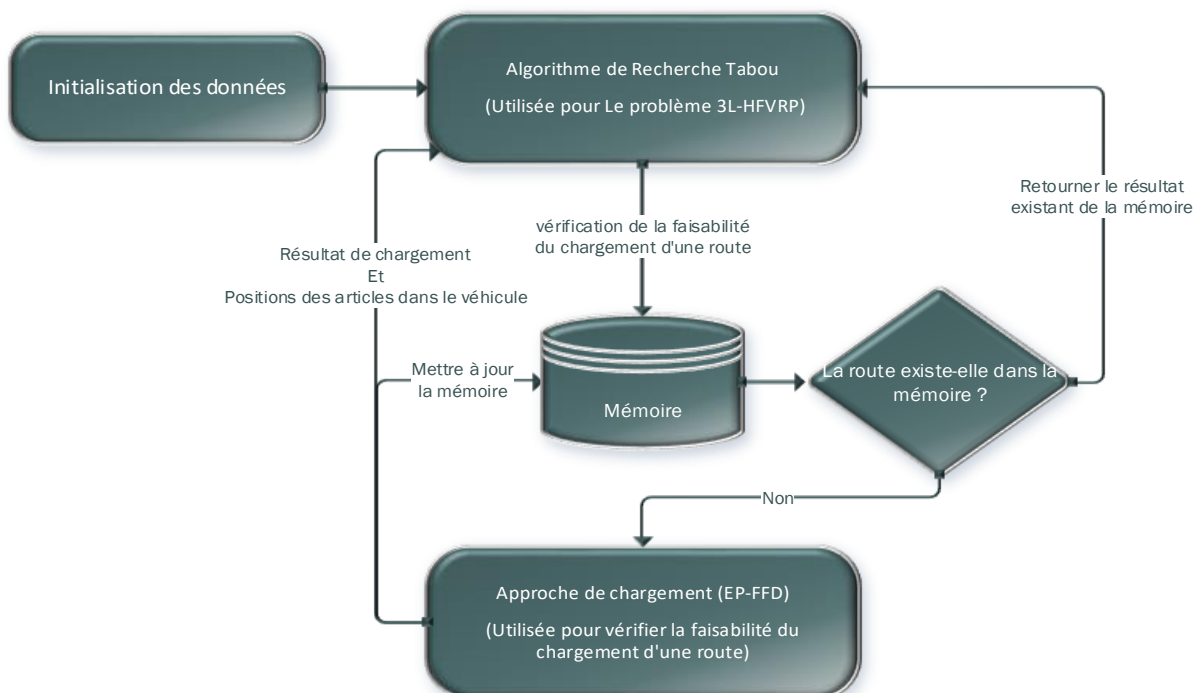 Initialisation des données
Algorithme de Recherche Tabou
(Utilisée pour Le problème 3L-HFVRP)
Retourner le résultat
existant de la mémoire
vérification de la faisabilité
du chargement d'une route
Résultat de chargement
Et
Positions des articles dans le véhicule
Mettre à jour
la mémoire
Mémoire
La route existe-elle dans la
mémoire ?
Non
Approche de chargement (EP-FFD)
(Utilisée pour vérifier la faisabilité du
chargement d'une route)